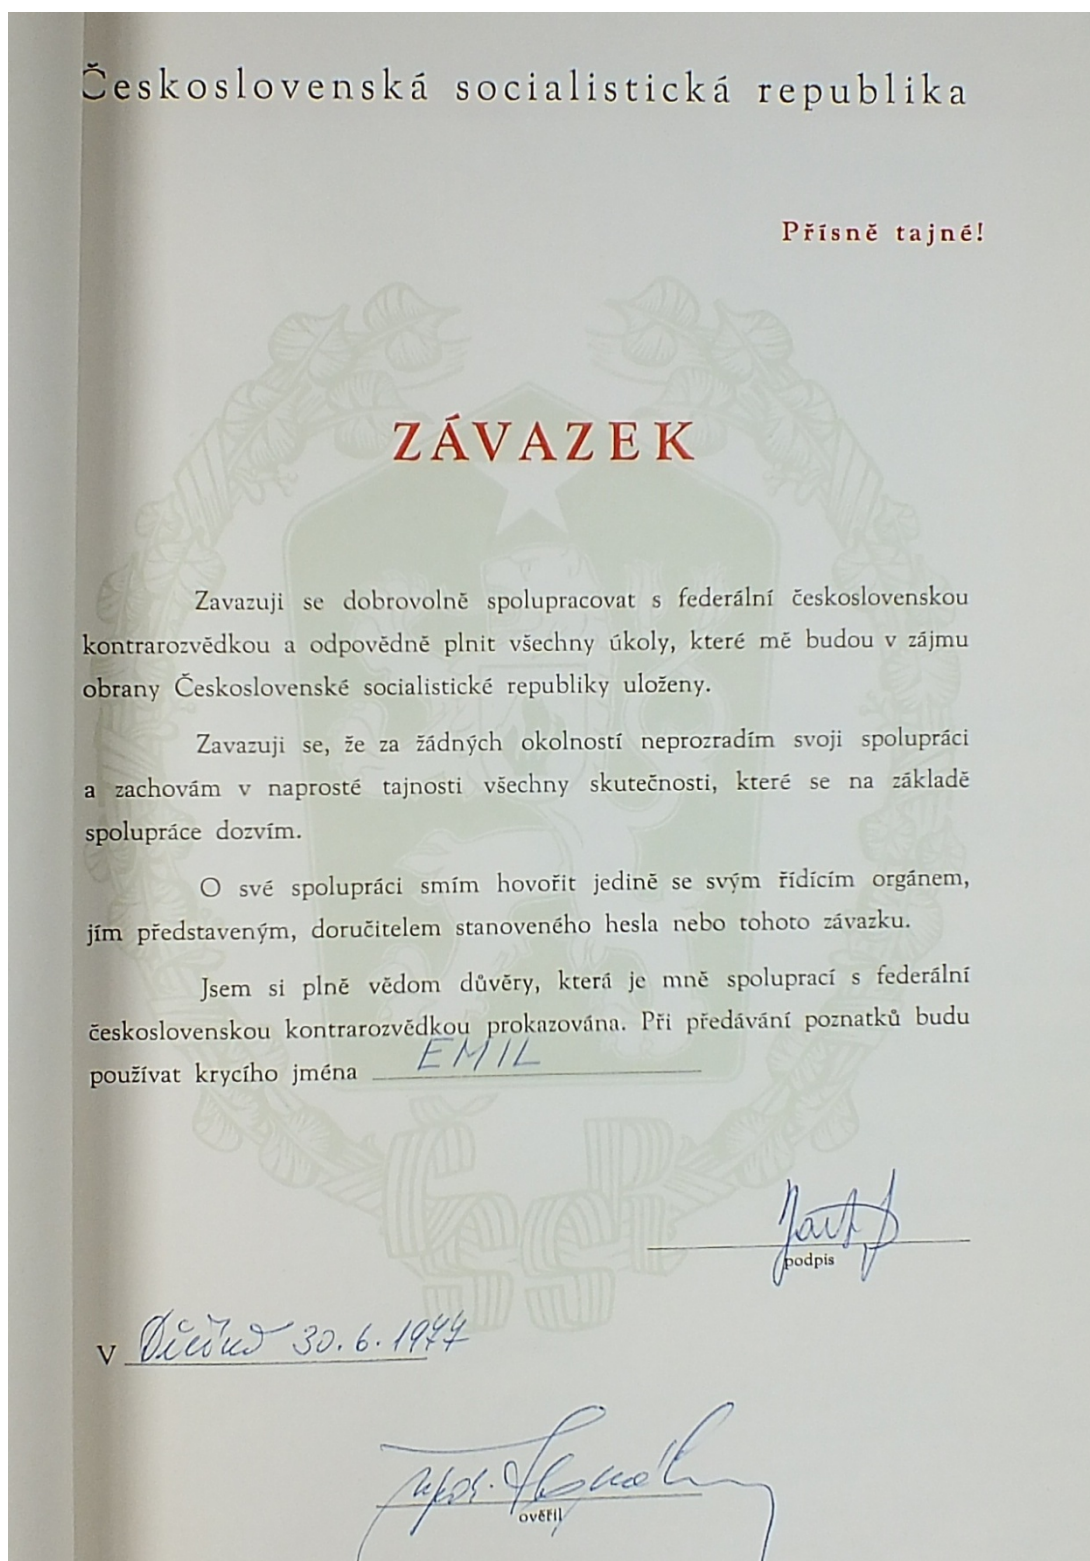 Československá socialistická republika
Přísně tajné!
ZÁVAZEK
Zavazuji se dobrovolně spolupracovat s federální československou
kontrarozvědkou a odpovědně plnit všechny úkoly, které mě budou v zájmu
obrany Československé socialistické republiky uloženy.
Zavazuji se, že za žádných okolností neprozradím svoji spolupráci
a zachovám v naprosté tajnosti všechny skutečnosti, které se na základě
spolupráce dozvím.
O své spolupráci smím hovořit jedině se svým řídícím orgánem,
jím představeným, doručitelem stanoveného hesla nebo tohoto závazku.
Jsem si plně vědom důvěry, která je mně spoluprací s federální
československou kontrarozvědkou prokazována. Při předávání poznatků budu
používat krycího jména EMIL
podpis
V 30.6.1977
ověřil